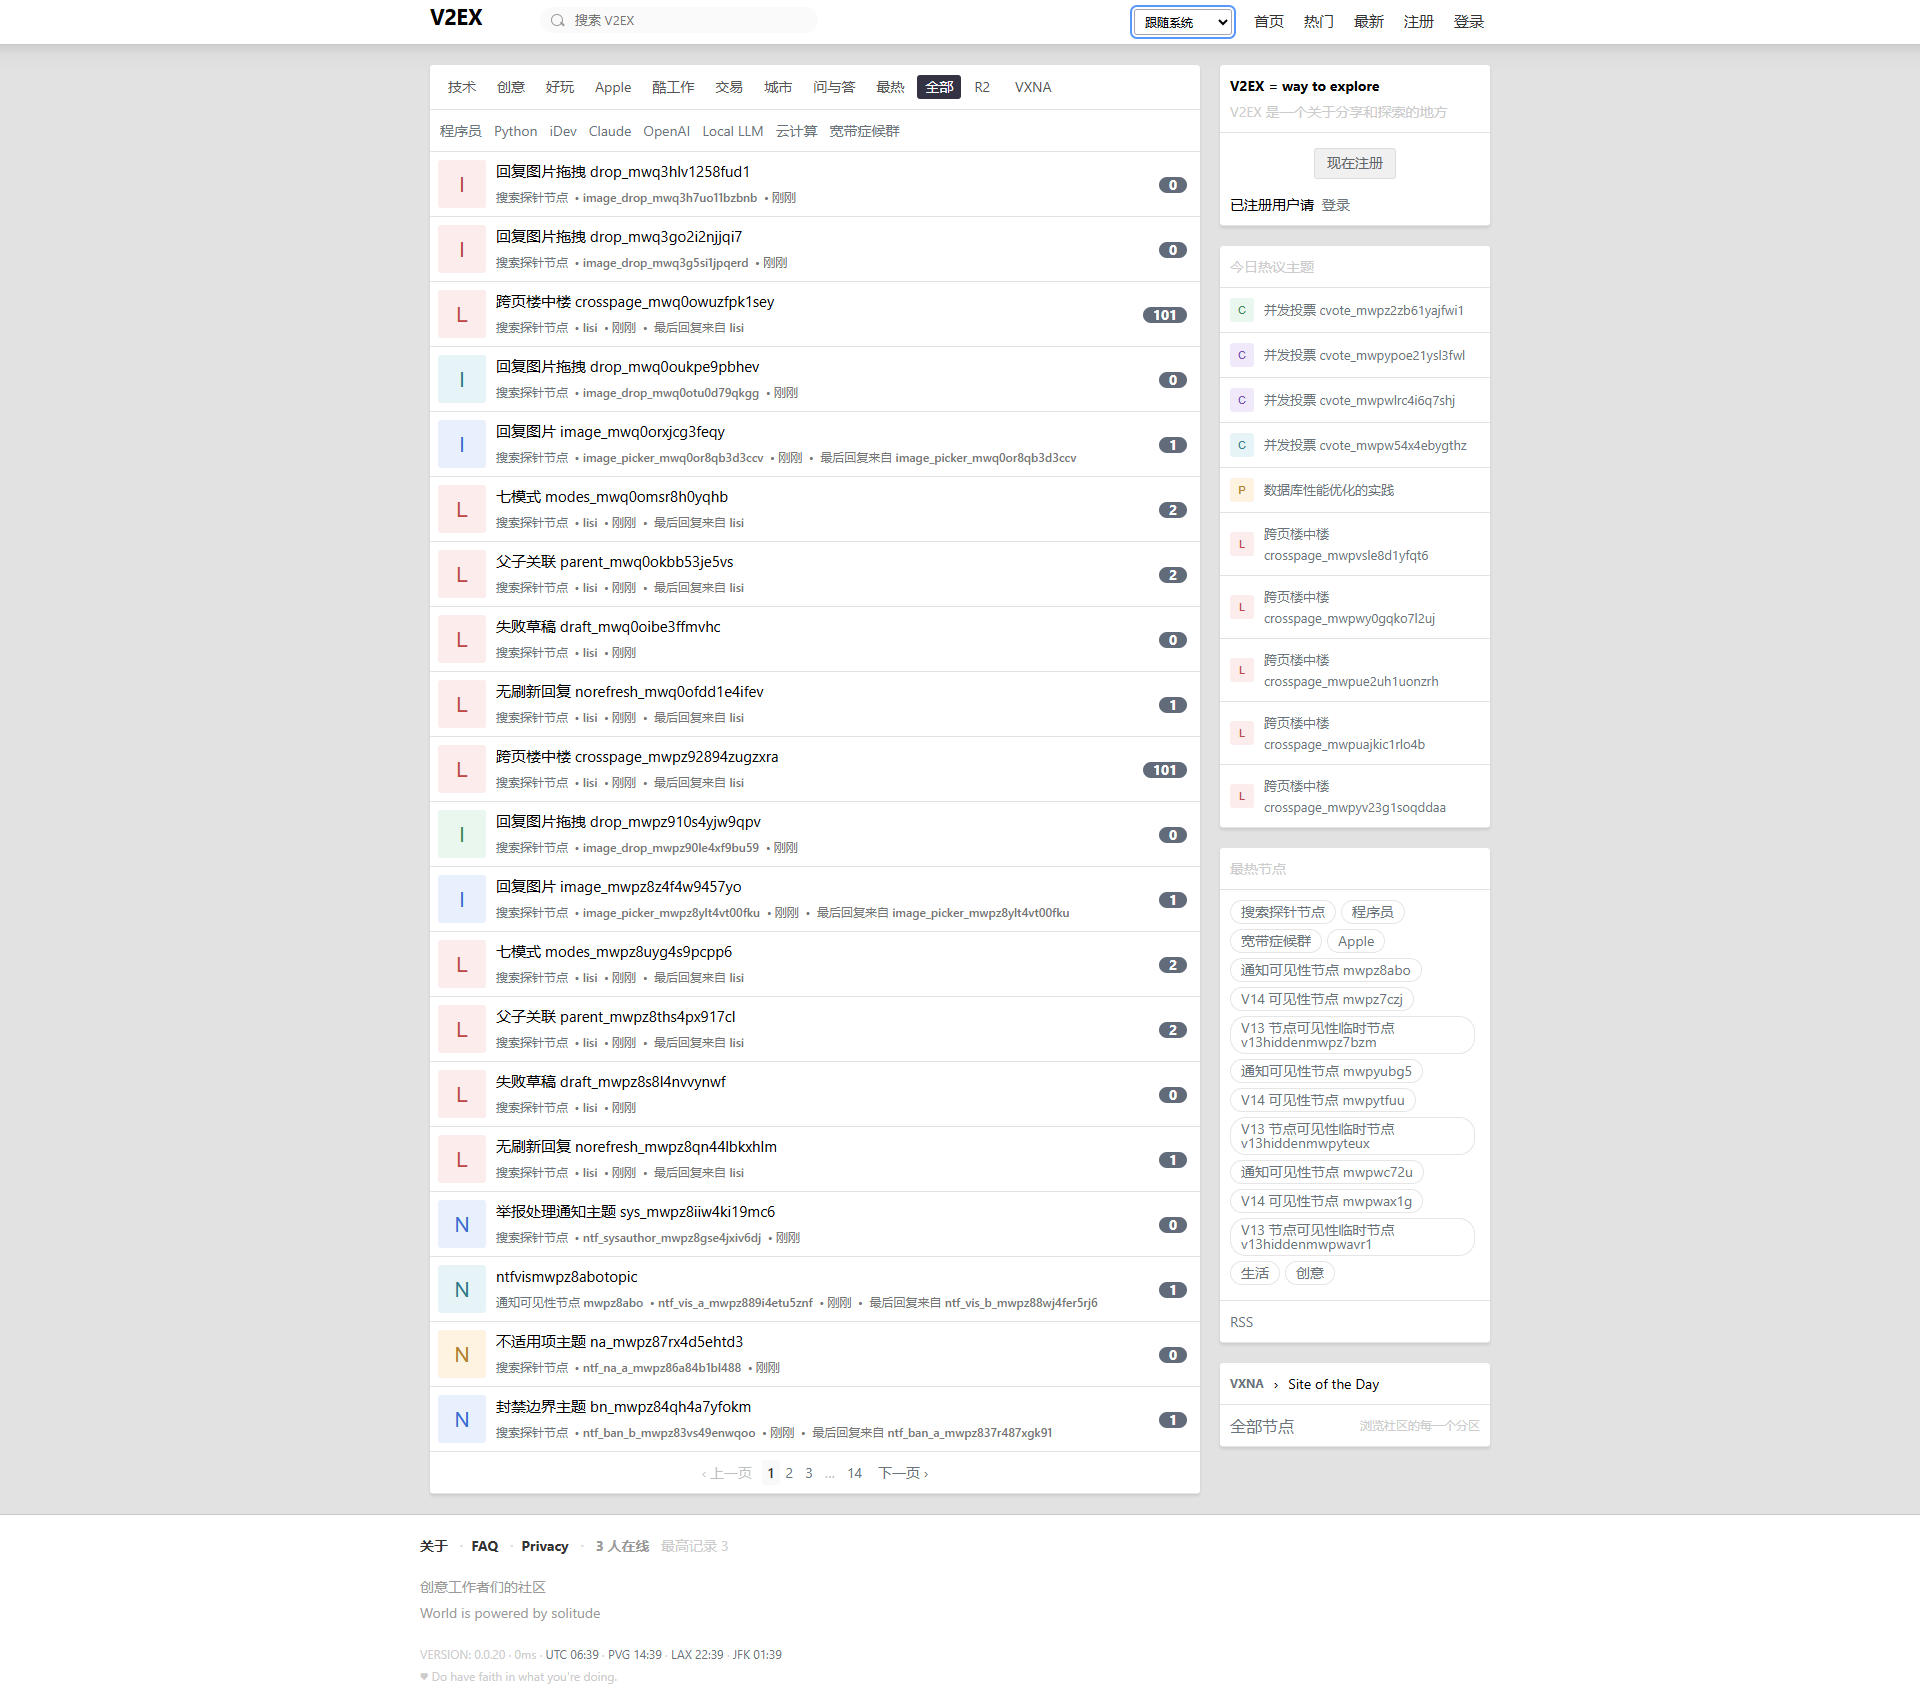 V2EX
搜索 V2EX
跟随系统 首页 热门 最新 注册 登录
技术 创意 好玩 Apple 酷工作 交易 城市 问与答 最热 全部 R2 VXNA
程序员 Python iDev Claude OpenAI Local LLM 云计算 宽带症候群
I
回复图片拖拽 drop_mwq3hlv1258fud1
搜索探针节点 • image_drop_mwq3h7uo11bzbnb • 刚刚
0
I
回复图片拖拽 drop_mwq3go2i2njjqi7
搜索探针节点 • image_drop_mwq3g5si1jpqerd • 刚刚
0
L
跨页楼中楼 crosspage_mwq0owuzfpk1sey
搜索探针节点 • lisi • 刚刚 • 最后回复来自 lisi
101
I
回复图片拖拽 drop_mwq0oukpe9pbhev
搜索探针节点 • image_drop_mwq0otu0d79qkgg • 刚刚
0
I
回复图片 image_mwq0orxjcg3feqy
搜索探针节点 • image_picker_mwq0or8qb3d3ccv • 刚刚 • 最后回复来自 image_picker_mwq0or8qb3d3ccv
1
L
七模式 modes_mwq0omsr8h0yqhb
搜索探针节点 • lisi • 刚刚 • 最后回复来自 lisi
2
L
父子关联 parent_mwq0okbb53je5vs
搜索探针节点 • lisi • 刚刚 • 最后回复来自 lisi
2
L
失败草稿 draft_mwq0oibe3ffmvhc
搜索探针节点 • lisi • 刚刚
0
L
无刷新回复 norefresh_mwq0ofdd1e4ifev
搜索探针节点 • lisi • 刚刚 • 最后回复来自 lisi
1
L
跨页楼中楼 crosspage_mwpz92894zugzxra
搜索探针节点 • lisi • 刚刚 • 最后回复来自 lisi
101
I
回复图片拖拽 drop_mwpz910s4yjw9qpv
搜索探针节点 • image_drop_mwpz90le4xf9bu59 • 刚刚
0
I
回复图片 image_mwpz8z4f4w9457yo
搜索探针节点 • image_picker_mwpz8ylt4vt00fku • 刚刚 • 最后回复来自 image_picker_mwpz8ylt4vt00fku
1
L
七模式 modes_mwpz8uyg4s9pcpp6
搜索探针节点 • lisi • 刚刚 • 最后回复来自 lisi
2
L
父子关联 parent_mwpz8ths4px917cl
搜索探针节点 • lisi • 刚刚 • 最后回复来自 lisi
2
L
失败草稿 draft_mwpz8s8l4nvvynwf
搜索探针节点 • lisi • 刚刚
0
L
无刷新回复 norefresh_mwpz8qn44lbkxhlm
搜索探针节点 • lisi • 刚刚 • 最后回复来自 lisi
1
N
举报处理通知主题 sys_mwpz8iiw4ki19mc6
搜索探针节点 • ntf_sysauthor_mwpz8gse4jxiv6dj • 刚刚
0
N
ntfvismwpz8abotopic
通知可见性节点 mwpz8abo • ntf_vis_a_mwpz889i4etu5znf • 刚刚 • 最后回复来自 ntf_vis_b_mwpz88wj4fer5rj6
1
N
不适用项主题 na_mwpz87rx4d5ehtd3
搜索探针节点 • ntf_na_a_mwpz86a84b1bl488 • 刚刚
0
N
封禁边界主题 bn_mwpz84qh4a7yfokm
搜索探针节点 • ntf_ban_b_mwpz83vs49enwqoo • 刚刚 • 最后回复来自 ntf_ban_a_mwpz837r487xgk91
1
‹ 上一页 1 2 3 ... 14 下一页 ›
V2EX = way to explore
V2EX 是一个关于分享和探索的地方
现在注册
已注册用户请 登录
今日热议主题
C 并发投票 cvote_mwpz2zb61yajfwi1
C 并发投票 cvote_mwpypoe21ysl3fwl
C 并发投票 cvote_mwpwlrc4i6q7shj
C 并发投票 cvote_mwpw54x4ebygthz
P 数据库性能优化的实践
L 跨页楼中楼
crosspage_mwpvsle8d1yfqt6
L 跨页楼中楼
crosspage_mwpwy0gqko7l2uj
L 跨页楼中楼
crosspage_mwpue2uh1uonzrh
L 跨页楼中楼
crosspage_mwpuajkic1rlo4b
L 跨页楼中楼
crosspage_mwpyv23g1soqddaa
最热节点
搜索探针节点 程序员
宽带症候群 Apple
通知可见性节点 mwpz8abo
V14 可见性节点 mwpz7czj
V13 节点可见性临时节点
v13hiddenmwpz7bzm
通知可见性节点 mwpyubg5
V14 可见性节点 mwpytfuu
V13 节点可见性临时节点
v13hiddenmwpyteux
通知可见性节点 mwpwc72u
V14 可见性节点 mwpwax1g
V13 节点可见性临时节点
v13hiddenmwpwavr1
生活 创意
RSS
VXNA › Site of the Day
全部节点 浏览社区的每一个分区
关于 · FAQ · Privacy · 3 人在线 最高记录 3
创意工作者们的社区
World is powered by solitude
VERSION: 0.0.20 · 0ms · UTC 06:39 · PVG 14:39 · LAX 22:39 · JFK 01:39
♥ Do have faith in what you're doing.